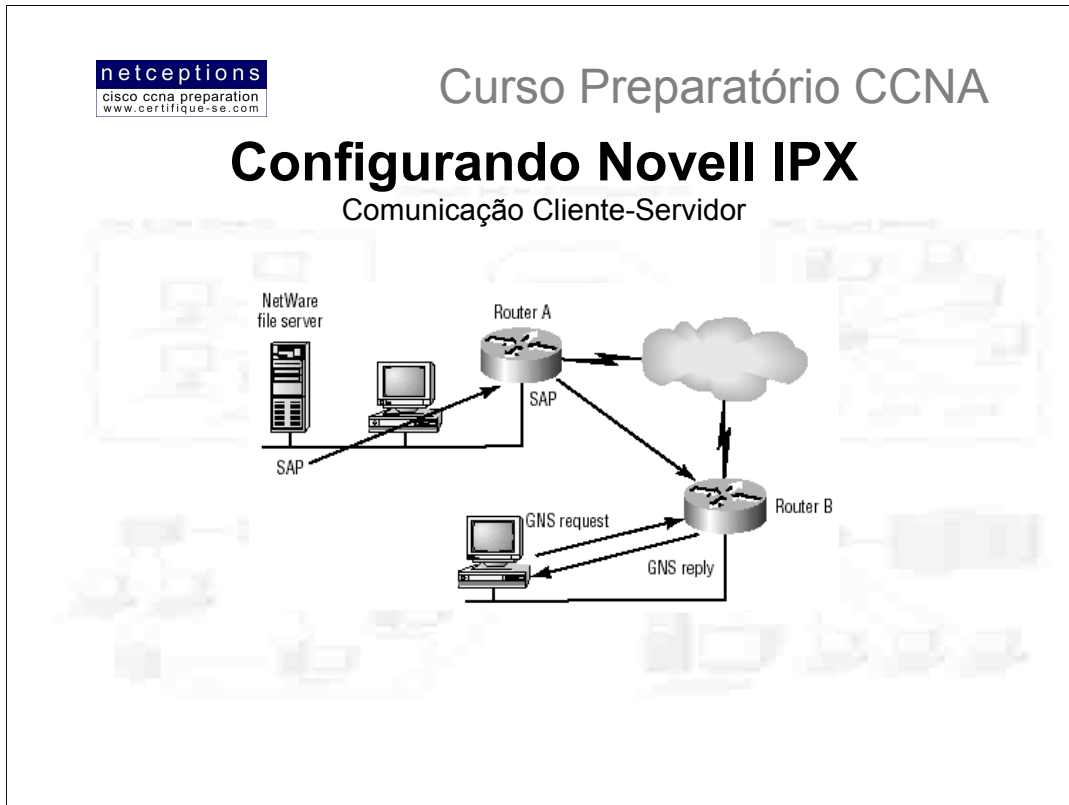 netceptions
cisco ccna preparation
www.certifique-se.com
Curso Preparatório CCNA
Configurando Novell IPX
Comunicação Cliente-Servidor
NetWare
file server
Router A
SAP
SAP
Router B
GNS request
GNS reply